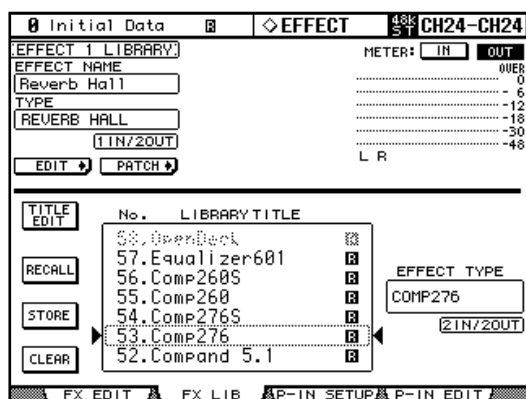 0 Initial Data R ◇EFFECT 48K ST CH24-CH24
EFFECT 1 LIBRARY
METER: IN OUT
EFFECT NAME
Reverb Hall
OVER
0
TYPE
- 6
REVERB HALL
-12
-18
1IN/2OUT
-30
-48
EDIT PATCH
L R
TITLE EDIT
No. LIBRARY TITLE
58.OpenDeck R
57.Equalizer601 R
RECALL
56.Comp260S R
EFFECT TYPE
55.Comp260 R
COMP276
STORE
54.Comp276S R
2IN/2OUT
53.Comp276 R
CLEAR
52.Compand 5.1 R
FX EDIT FX LIB P-IN SETUP P-IN EDIT